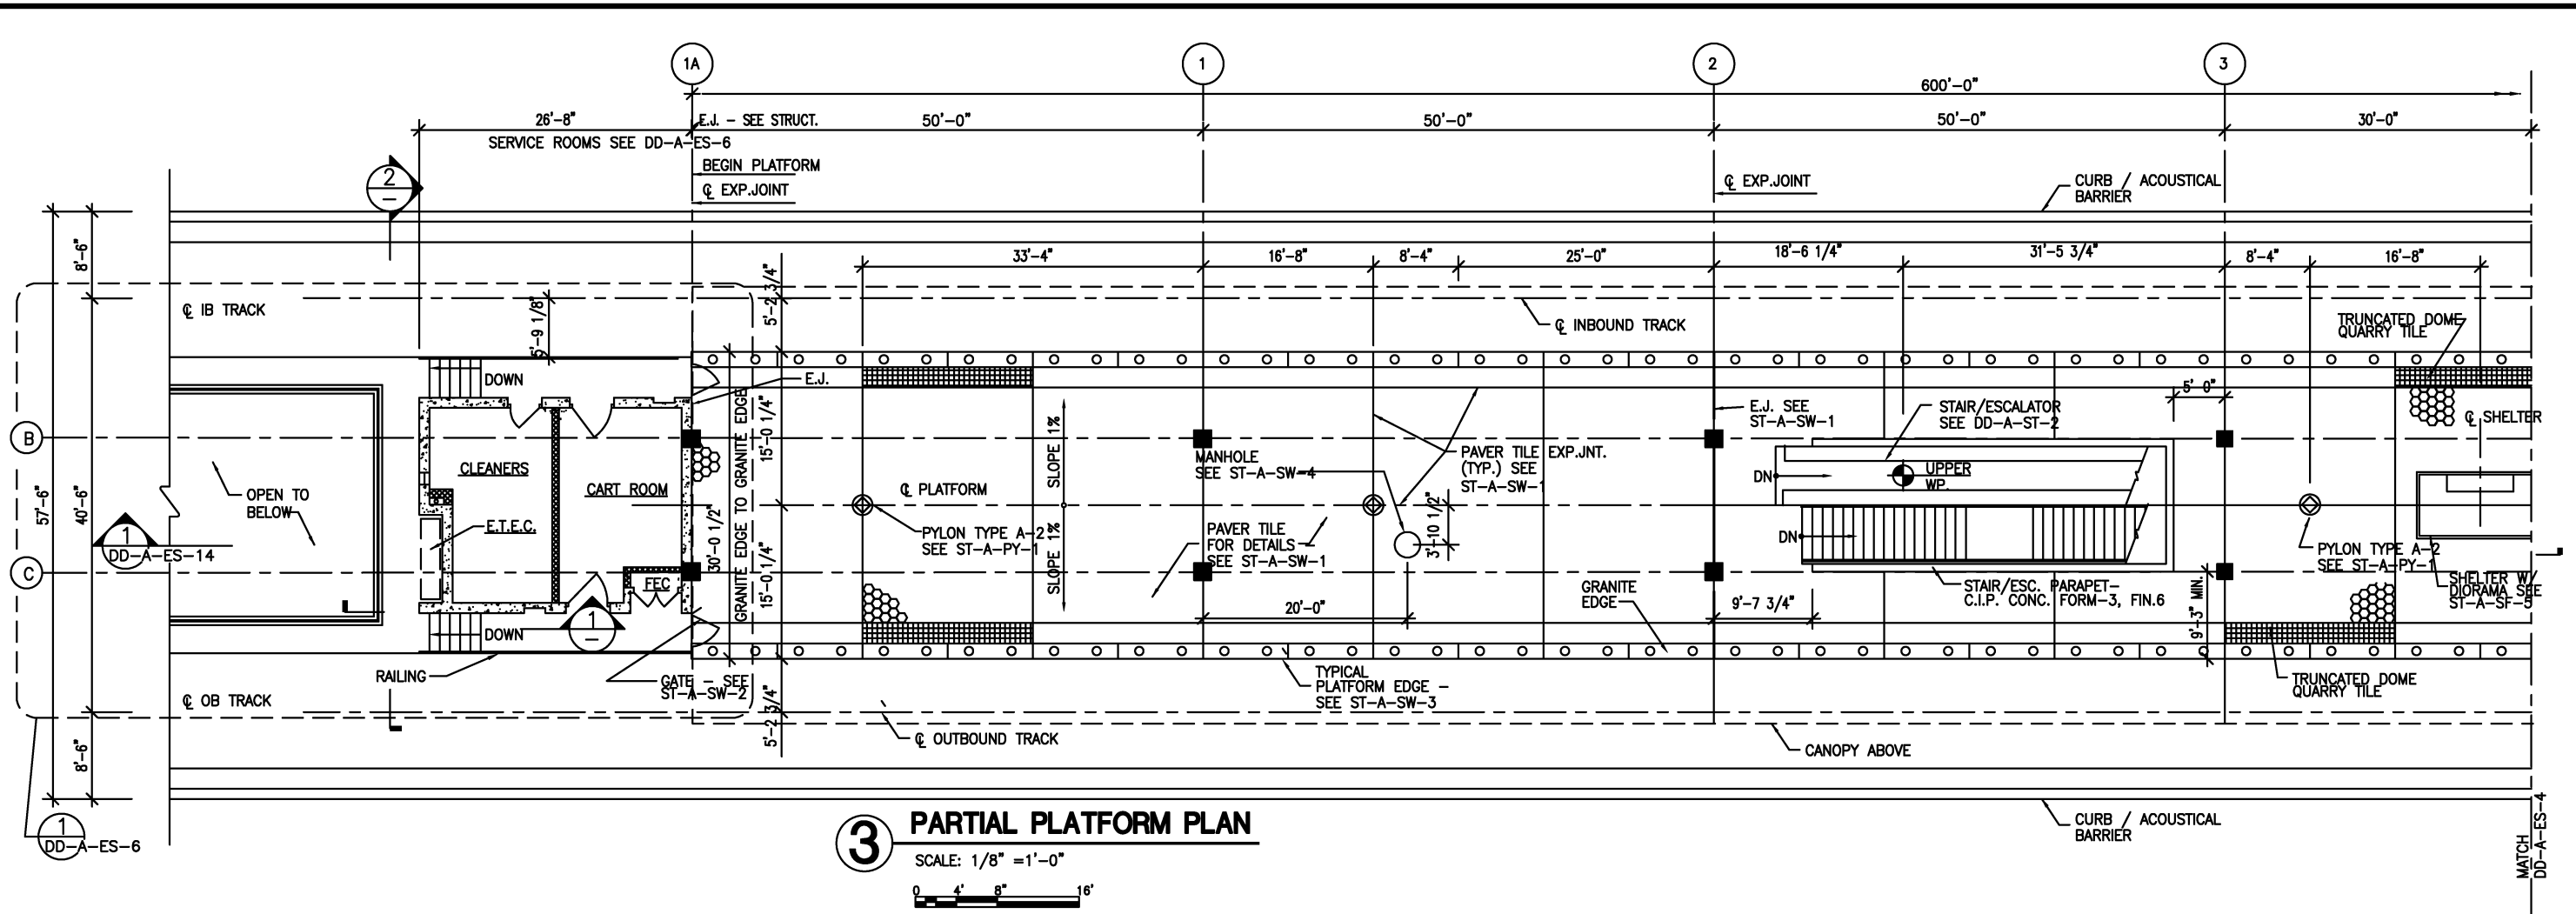 1A
1
2
3
600'-0"
26'-8"
E.J. - SEE STRUCT.
50'-0"
50'-0"
50'-0"
30'-0"
SERVICE ROOMS SEE DD-A-ES-6
BEGIN PLATFORM
℄ EXP.JOINT
℄ EXP.JOINT
CURB / ACOUSTICAL
BARRIER
2
–
8'-6"
33'-4"
16'-8"
8'-4"
25'-0"
18'-6 1/4"
31'-5 3/4"
8'-4"
16'-8"
℄ IB TRACK
5'-9 1/8"
5'-2 3/4"
℄ INBOUND TRACK
TRUNCATED DOME
QUARRY TILE
DOWN
E.J.
5'-0"
B
CLEANERS
CART ROOM
15'-0 1/4"
SLOPE 1%
MANHOLE
SEE ST-A-SW-4
PAVER TILE EXP.JNT.
(TYP.) SEE
ST-A-SW-1
E.J. SEE
ST-A-SW-1
STAIR/ESCALATOR
SEE DD-A-ST-2
℄ SHELTER
DN
UPPER
WP.
OPEN TO
BELOW
57'-6"
40'-6"
E.T.E.C.
30'-0 1/2"
GRANITE EDGE TO GRANITE EDGE
℄ PLATFORM
PYLON TYPE A-2
SEE ST-A-PY-1
PAVER TILE
FOR DETAILS –
SEE ST-A-SW-1
3'-10 1/2"
DN
PYLON TYPE A-2
SEE ST-A-PY-1
1
DD-A-ES-14
C
FEC
15'-0 1/4"
SLOPE 1%
20'-0"
GRANITE
EDGE
9'-7 3/4"
STAIR/ESC. PARAPET-
C.I.P. CONC. FORM-3, FIN.6
9'-3" MIN.
SHELTER W/
DIORAMA SEE
ST-A-SF-5
DOWN
1
–
RAILING
GATE - SEE
ST-A-SW-2
TYPICAL
PLATFORM EDGE -
SEE ST-A-SW-3
TRUNCATED DOME
QUARRY TILE
℄ OB TRACK
5'-2 3/4"
℄ OUTBOUND TRACK
CANOPY ABOVE
8'-6"
1
DD-A-ES-6
3
PARTIAL PLATFORM PLAN
SCALE: 1/8" =1'-0"
0 4' 8" 16'
CURB / ACOUSTICAL
BARRIER
MATCH
DD-A-ES-4